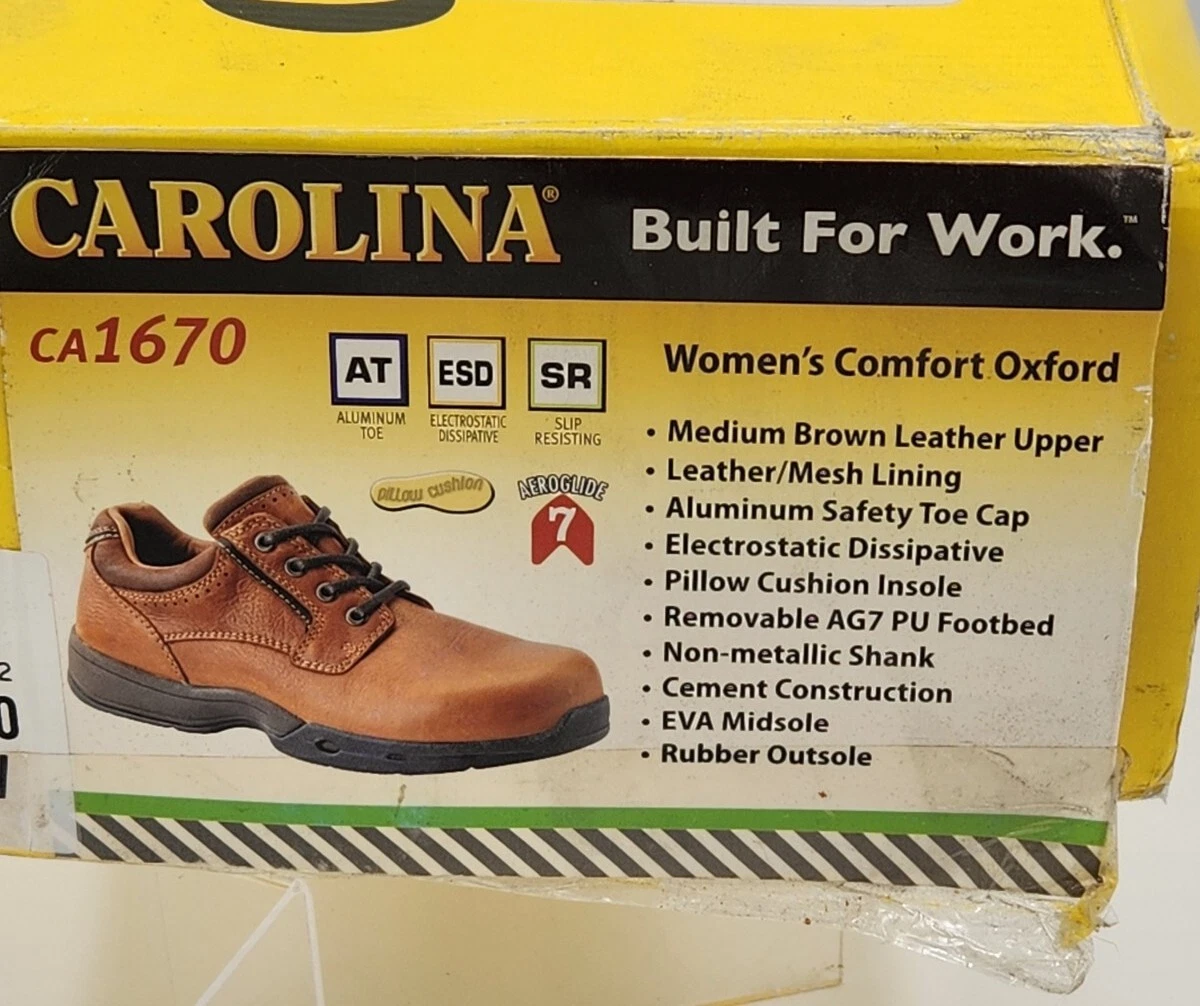 CAROLINA® Built For Work.™
CA1670
AT
ALUMINUM
TOE
ESD
ELECTROSTATIC
DISSIPATIVE
SR
SLIP
RESISTING
pillow cushion
AEROGLIDE
7
Women's Comfort Oxford
• Medium Brown Leather Upper
• Leather/Mesh Lining
• Aluminum Safety Toe Cap
• Electrostatic Dissipative
• Pillow Cushion Insole
• Removable AG7 PU Footbed
• Non-metallic Shank
• Cement Construction
• EVA Midsole
• Rubber Outsole
2
0